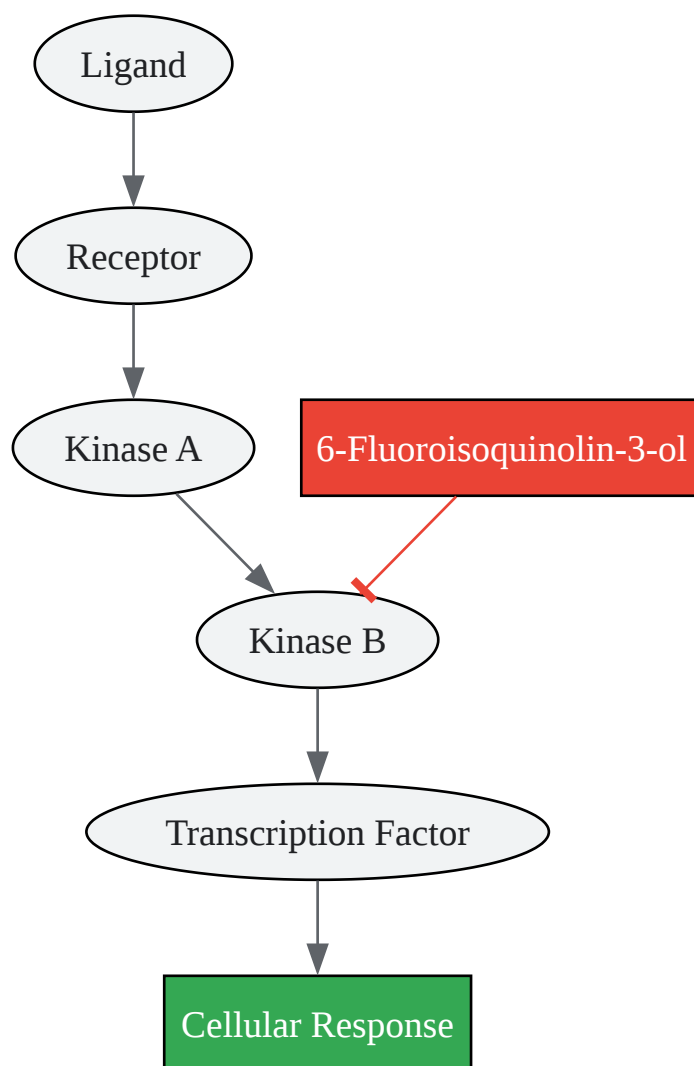 Ligand
Receptor
Kinase A
6-Fluoroisoquinolin-3-ol
Kinase B
Transcription Factor
Cellular Response